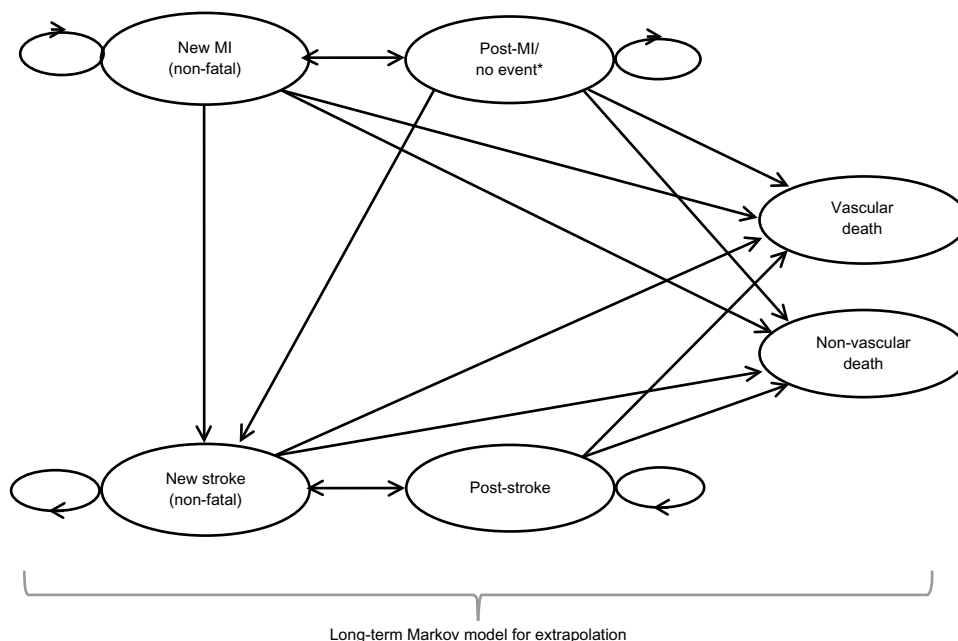 New MI
(non-fatal)
Post-MI/
no event*
Vascular
death
Non-vascular
death
New stroke
(non-fatal)
Post-stroke
Long-term Markov model for extrapolation